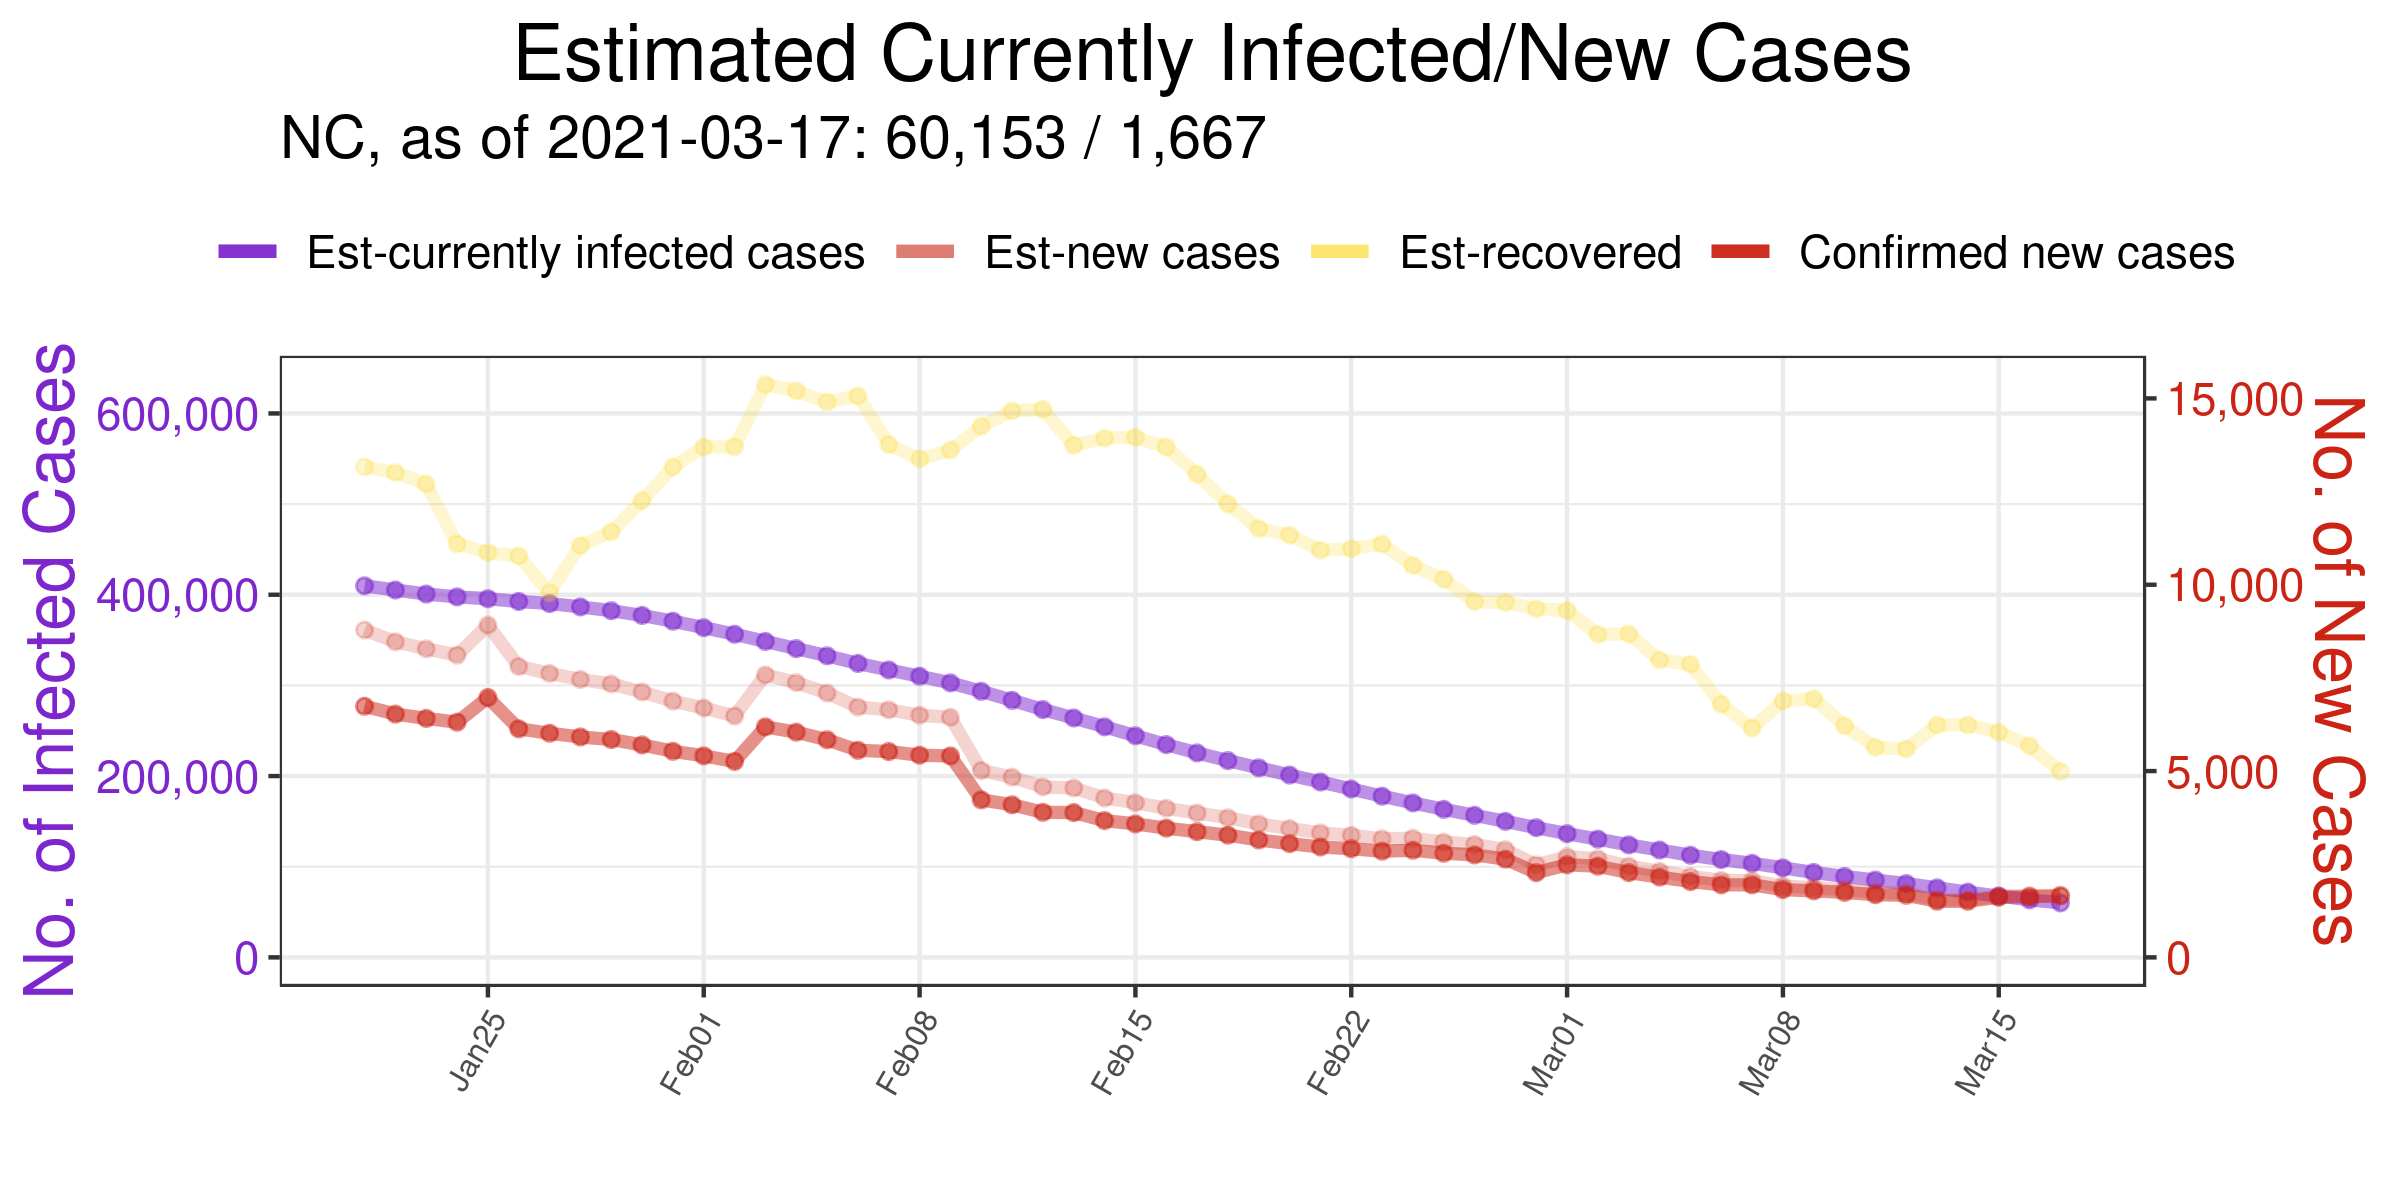 Estimated Currently Infected/New Cases
NC, as of 2021-03-17: 60,153 / 1,667
Est-currently infected cases Est-new cases Est-recovered Confirmed new cases
No. of Infected Cases
600,000
400,000
200,000
0
15,000
10,000
5,000
0
No. of New Cases
Jan25 Feb01 Feb08 Feb15 Feb22 Mar01 Mar08 Mar15